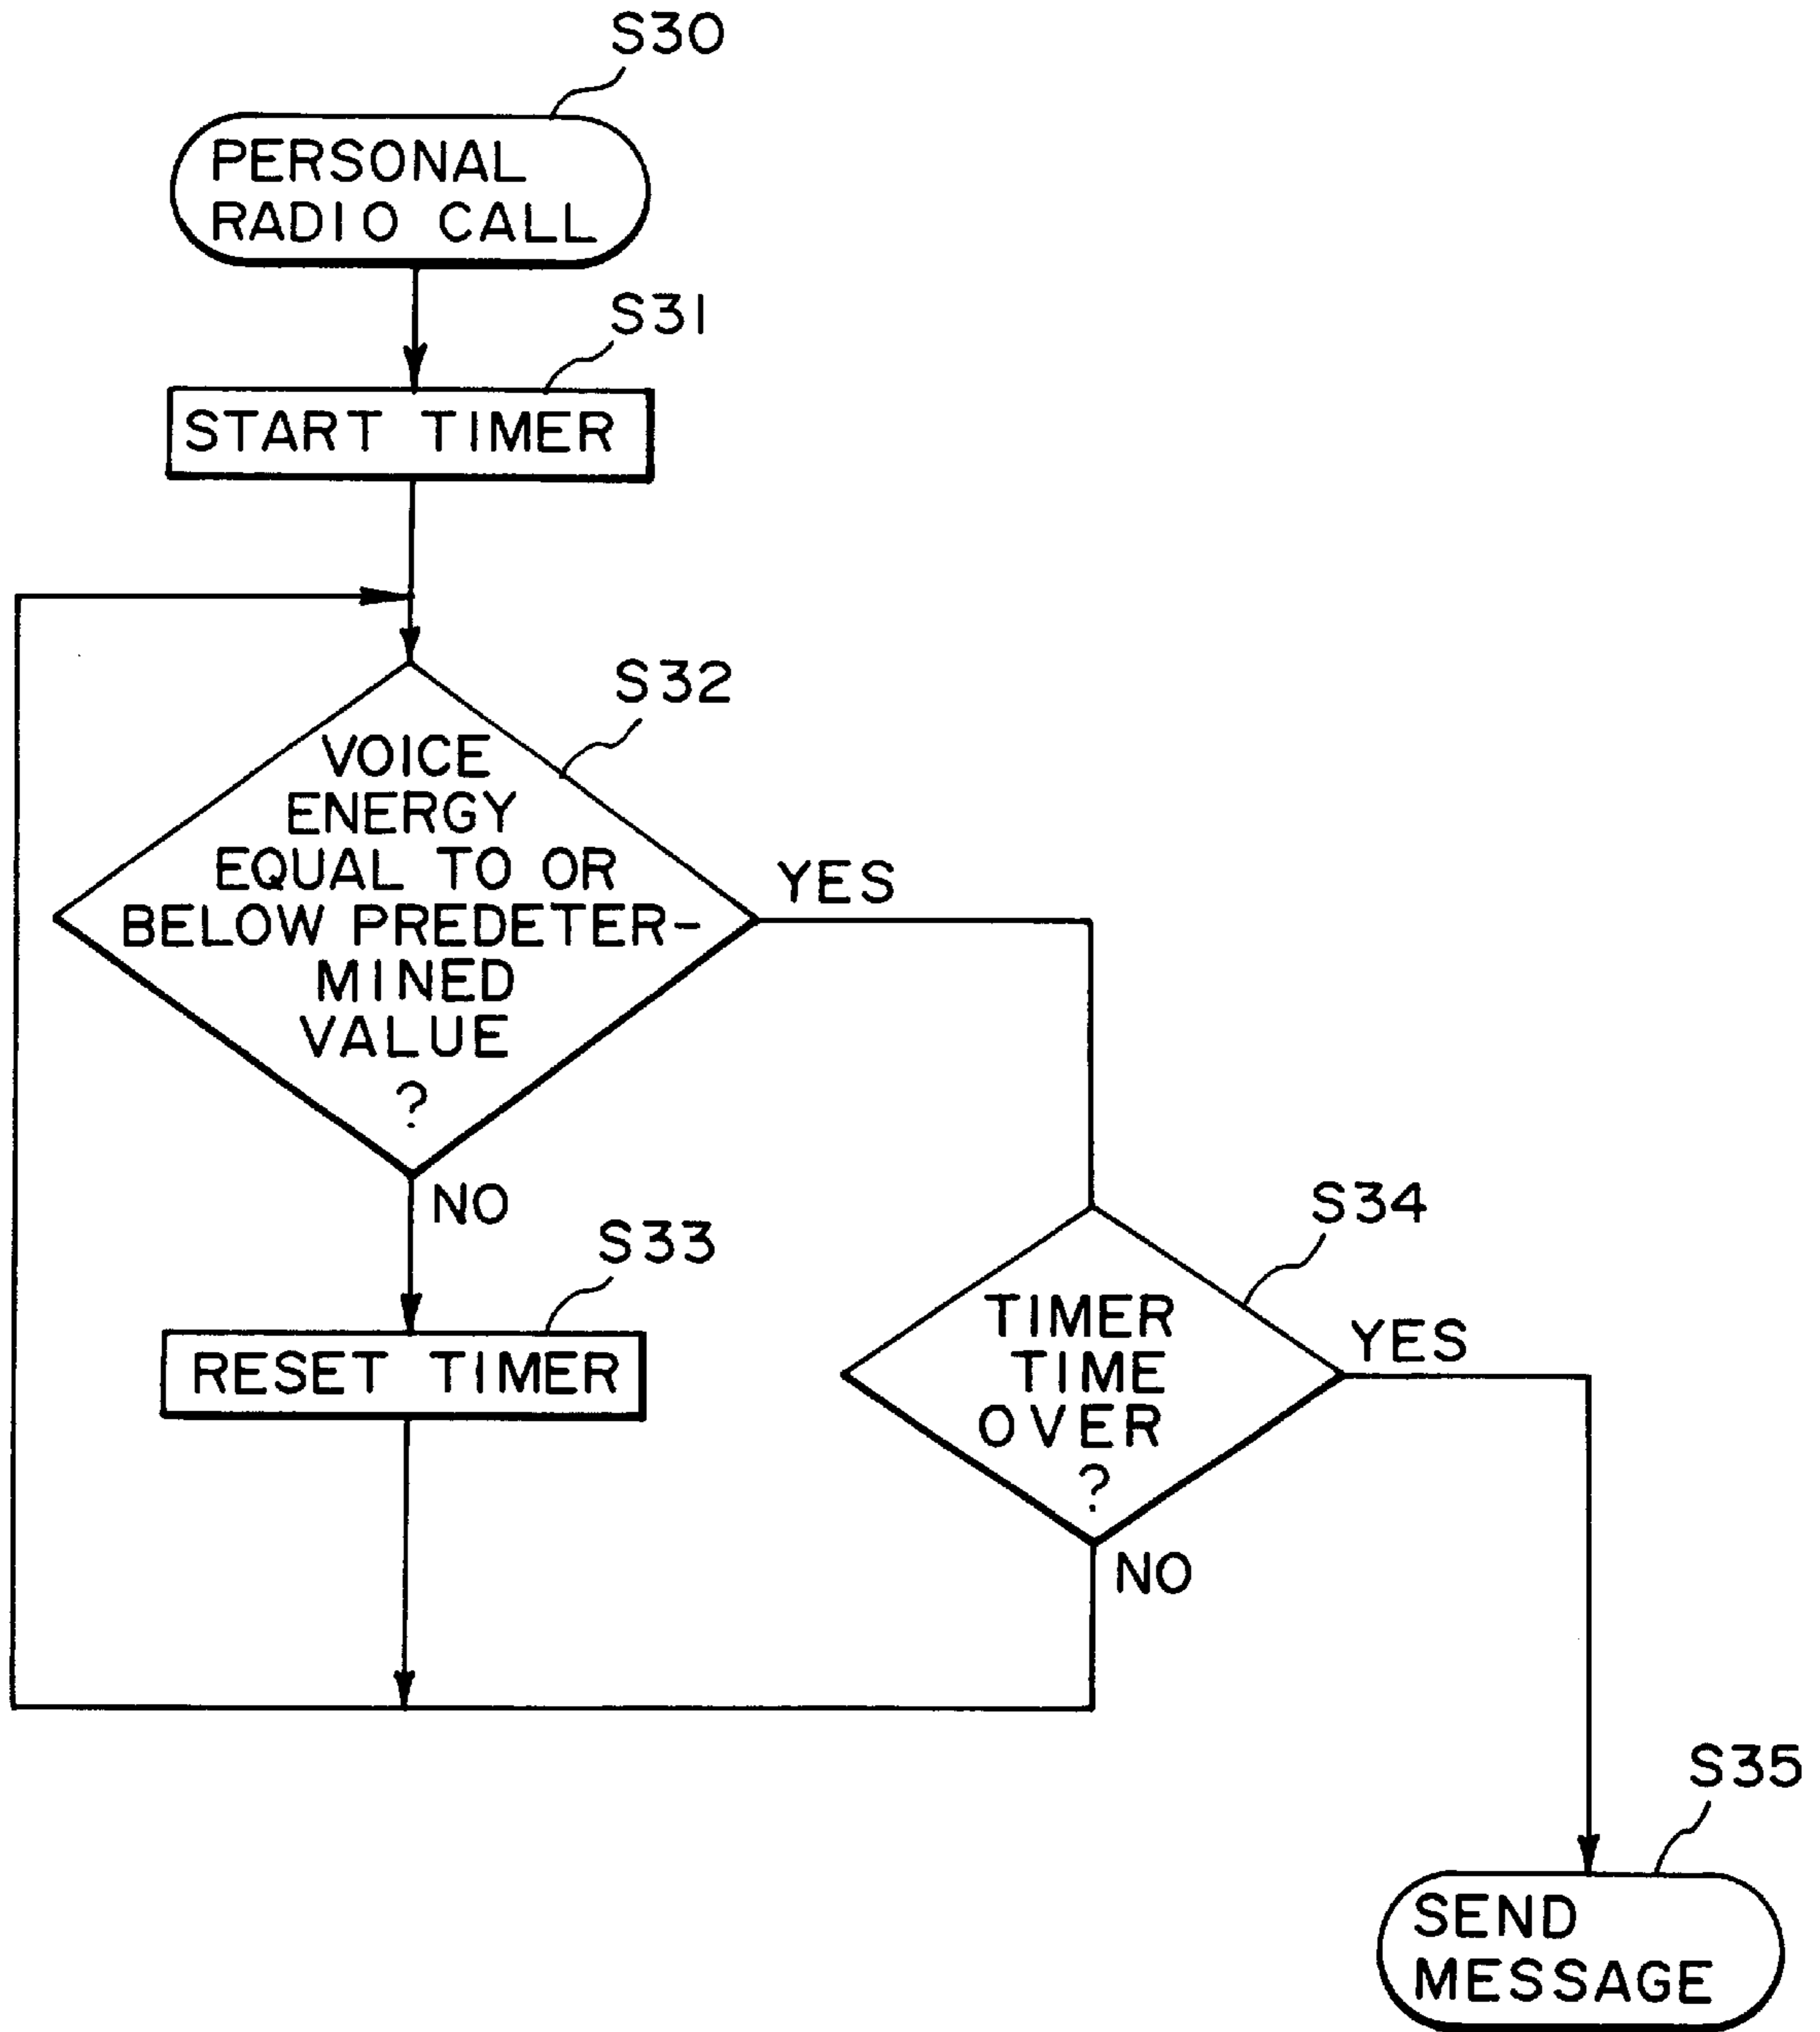 S30
PERSONAL
RADIO CALL
S31
START TIMER
S32
VOICE
ENERGY
EQUAL TO OR
BELOW PREDETER-
MINED
VALUE
?
YES
NO
S33
RESET TIMER
S34
TIMER
TIME
OVER
?
YES
NO
S35
SEND
MESSAGE